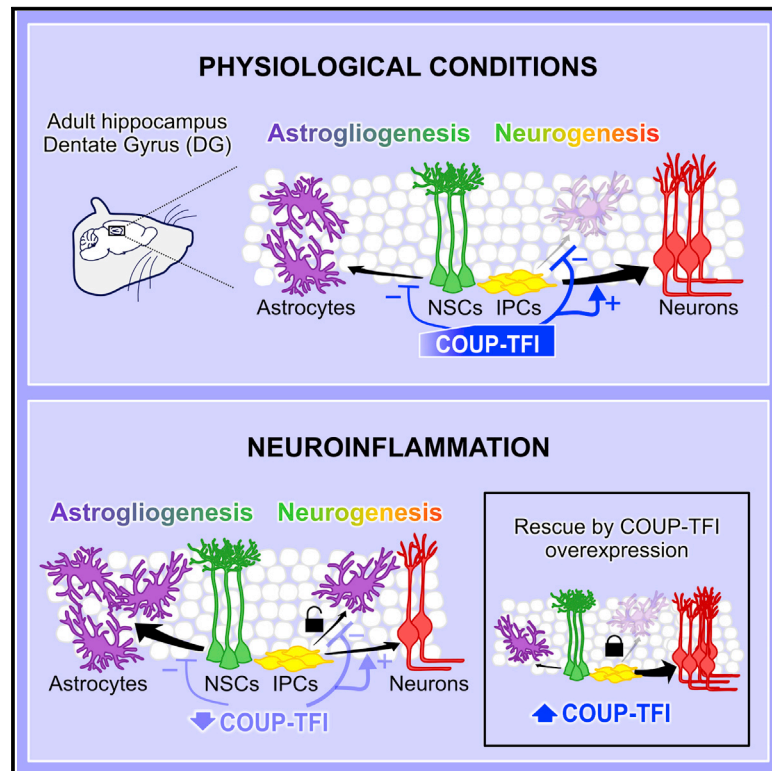 PHYSIOLOGICAL CONDITIONS
Adult hippocampus
Dentate Gyrus (DG)
Astrogliogenesis Neurogenesis
Astrocytes NSCs IPCs Neurons
− − +
COUP-TFI
NEUROINFLAMMATION
Astrogliogenesis Neurogenesis
Astrocytes NSCs IPCs Neurons
− − +
COUP-TFI
Rescue by COUP-TFI
overexpression
COUP-TFI